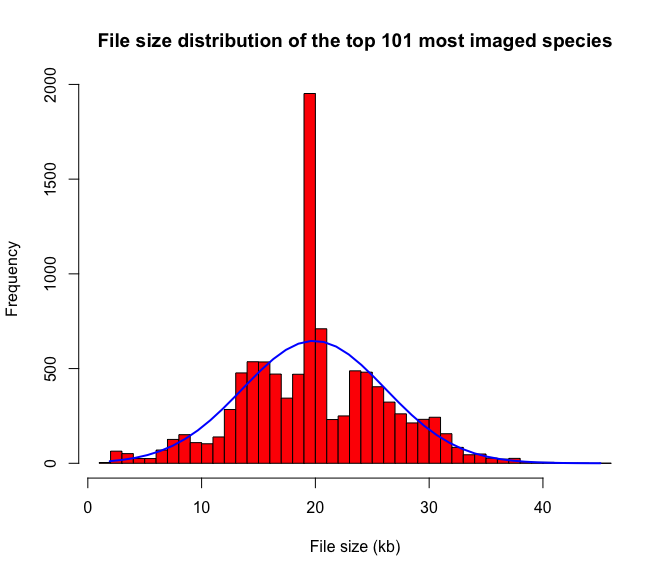 File size distribution of the top 101 most imaged species
2000
1500
1000
500
0
Frequency
0 10 20 30 40
File size (kb)